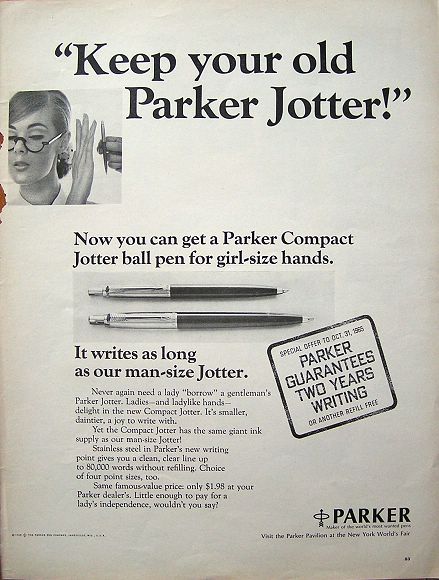 “Keep your old
Parker Jotter!”
Now you can get a Parker Compact
Jotter ball pen for girl-size hands.
It writes as long
as our man-size Jotter.
Never again need a lady "borrow" a gentleman's
Parker Jotter. Ladies—and ladylike hands—
delight in the new Compact Jotter. It's smaller,
daintier, a joy to write with.
Yet the Compact Jotter has the same giant ink
supply as our man-size Jotter!
Stainless steel in Parker's new writing
point gives you a clean, clear line up
to 80,000 words without refilling. Choice
of four point sizes, too.
Same famous-value price: only $1.98 at your
Parker dealer's. Little enough to pay for a
lady's independence, wouldn't you say?
SPECIAL OFFER TO OCT. 31, 1965
PARKER
GUARANTEES
TWO YEARS
WRITING
OR ANOTHER REFILL FREE
PARKER
Maker of the world's most wanted pens
Visit the Parker Pavilion at the New York World's Fair
83